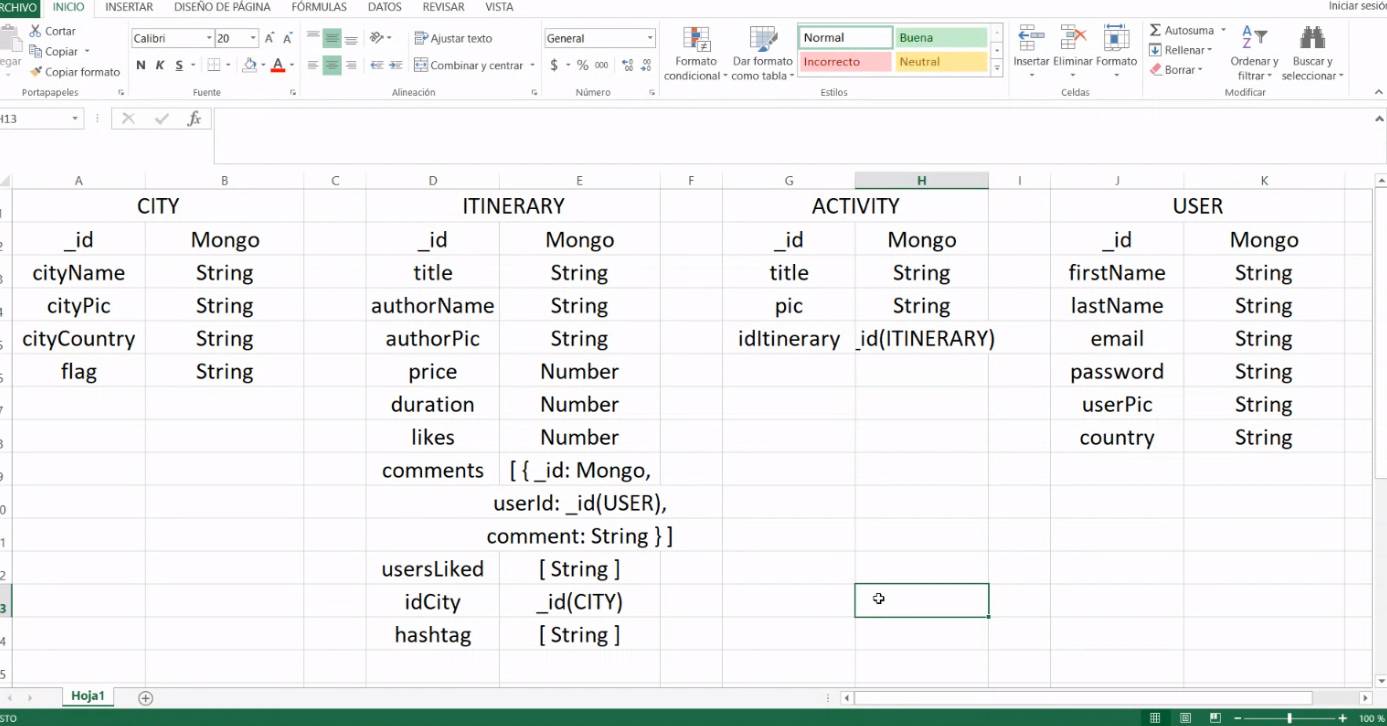 RCHIVO INICIO INSERTAR DISEÑO DE PÁGINA FÓRMULAS DATOS REVISAR VISTA Iniciar sesión
Cortar
Copiar
Copiar formato
egar
Portapapeles
Calibri 20
N K S
Fuente
Ajustar texto
Combinar y centrar
Alineación
General
$ % 000
Número
Formato condicional
Dar formato como tabla
Normal Buena
Incorrecto Neutral
Estilos
Insertar Eliminar Formato
Celdas
Autosuma
Rellenar
Borrar
Ordenar y filtrar
Buscar y seleccionar
Modificar
H13 fx
A B C D E F G H I J K
CITY ITINERARY ACTIVITY USER
_id Mongo _id Mongo _id Mongo _id Mongo
cityName String title String title String firstName String
cityPic String authorName String pic String lastName String
cityCountry String authorPic String idItinerary _id(ITINERARY) email String
flag String price Number password String
duration Number userPic String
likes Number country String
comments [ { _id: Mongo,
userId: _id(USER),
comment: String } ]
usersLiked [ String ]
idCity _id(CITY)
hashtag [ String ]
Hoja1
STO 100 %